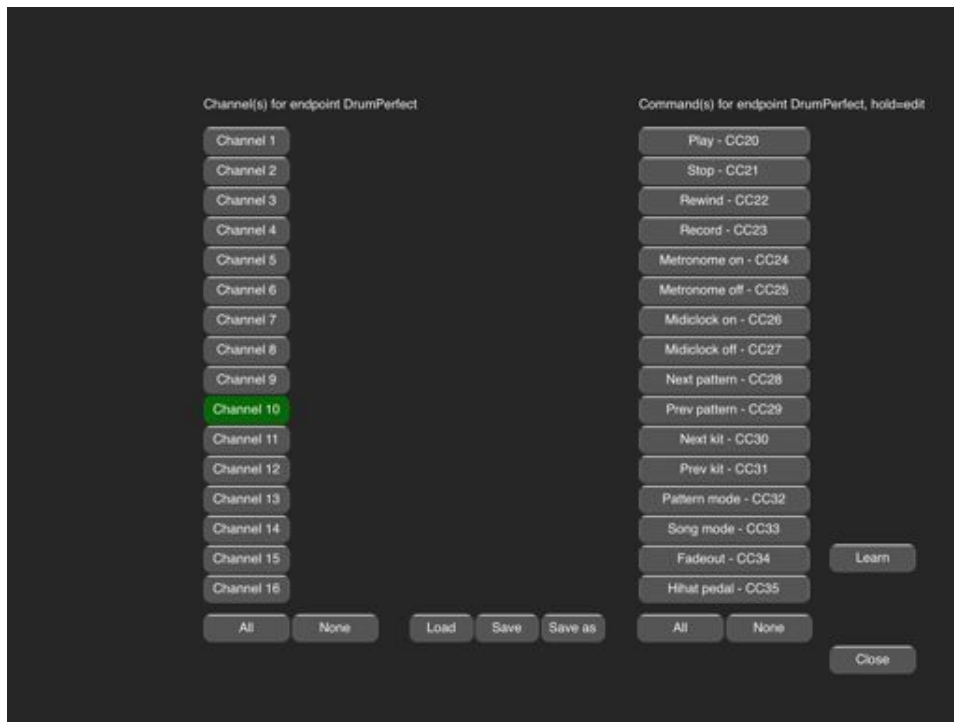 Channel(s) for endpoint DrumPerfect
Channel 1
Channel 2
Channel 3
Channel 4
Channel 5
Channel 6
Channel 7
Channel 8
Channel 9
Channel 10
Channel 11
Channel 12
Channel 13
Channel 14
Channel 15
Channel 16
All None
Load Save Save as
Command(s) for endpoint DrumPerfect, hold=edit
Play - CC20
Stop - CC21
Rewind - CC22
Record - CC23
Metronome on - CC24
Metronome off - CC25
Midiclock on - CC26
Midiclock off - CC27
Next pattern - CC28
Prev pattern - CC29
Next kit - CC30
Prev kit - CC31
Pattern mode - CC32
Song mode - CC33
Fadeout - CC34
Hihat pedal - CC35
All None
Learn
Close